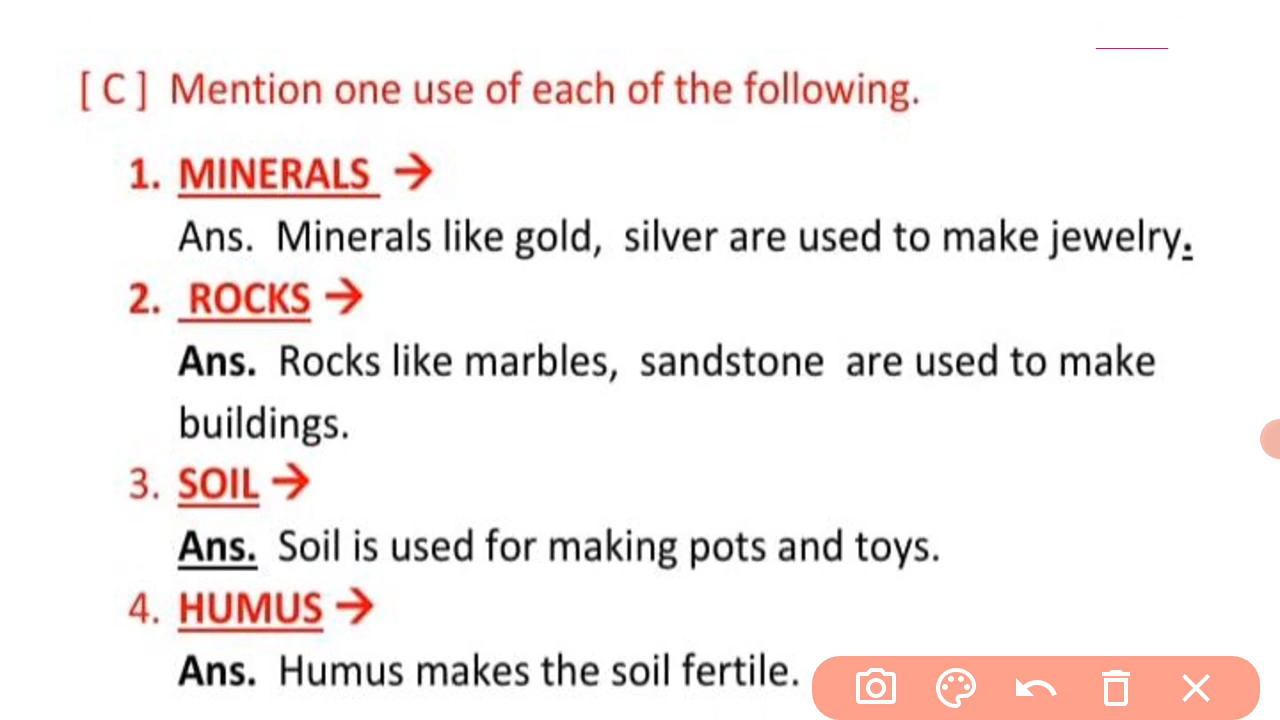 [ C ] Mention one use of each of the following.
1. MINERALS →
Ans. Minerals like gold, silver are used to make jewelry.
2. ROCKS →
Ans. Rocks like marbles, sandstone are used to make
buildings.
3. SOIL →
Ans. Soil is used for making pots and toys.
4. HUMUS →
Ans. Humus makes the soil fertile.